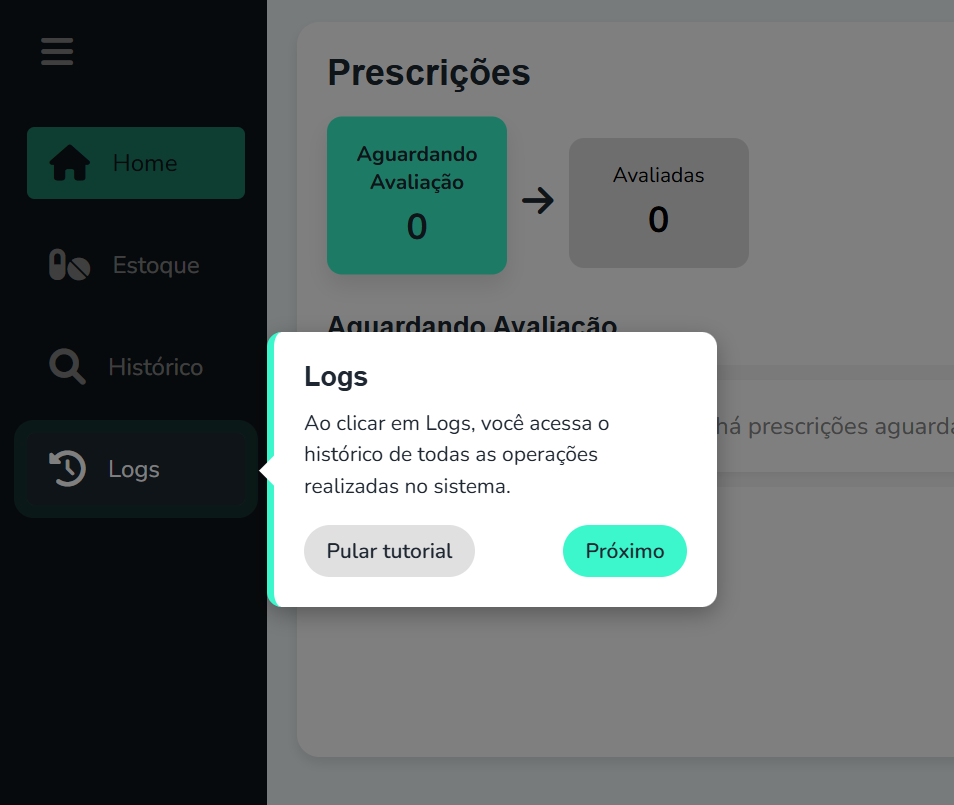 Home
Estoque
Histórico
Logs
Prescrições
Aguardando
Avaliação
0
Avaliadas
0
Aguardando Avaliação
há prescrições
Logs
Ao clicar em Logs, você acessa o
histórico de todas as operações
realizadas no sistema.
Pular tutorial
Próximo